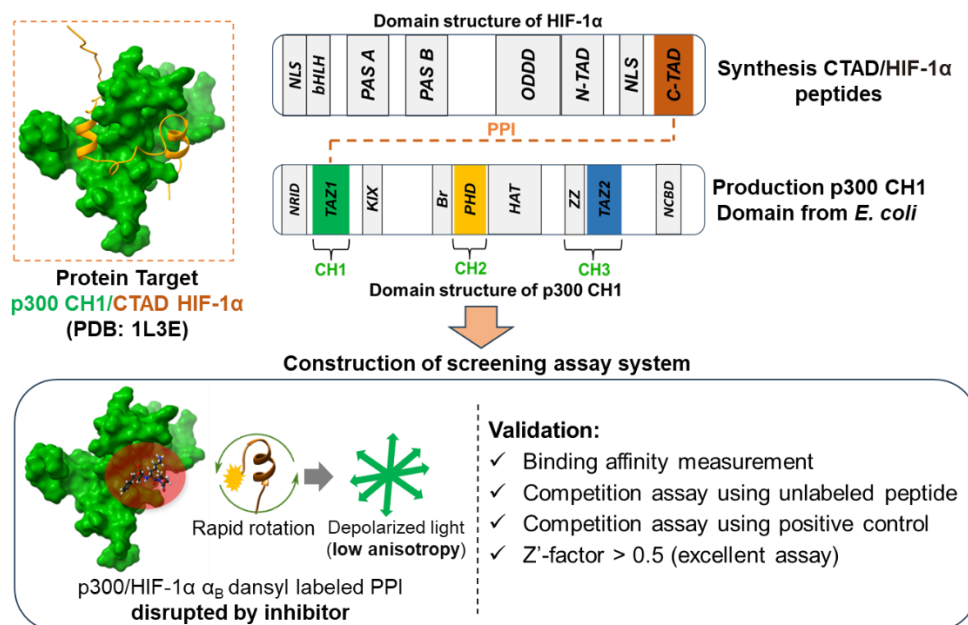 Domain structure of HIF-1α
NLS
bHLH
PAS A
PAS B
ODDD
N-TAD
NLS
C-TAD
Synthesis CTAD/HIF-1α
peptides
PPI
NRID
TAZ1
KIX
Br
PHD
HAT
ZZ
TAZ2
NCBD
Production p300 CH1
Domain from E. coli
CH1
CH2
CH3
Domain structure of p300 CH1
Protein Target
p300 CH1/CTAD HIF-1α
(PDB: 1L3E)
Construction of screening assay system
Rapid rotation
Depolarized light
(low anisotropy)
p300/HIF-1α αB dansyl labeled PPI
disrupted by inhibitor
Validation:
✓ Binding affinity measurement
✓ Competition assay using unlabeled peptide
✓ Competition assay using positive control
✓ Z'-factor > 0.5 (excellent assay)